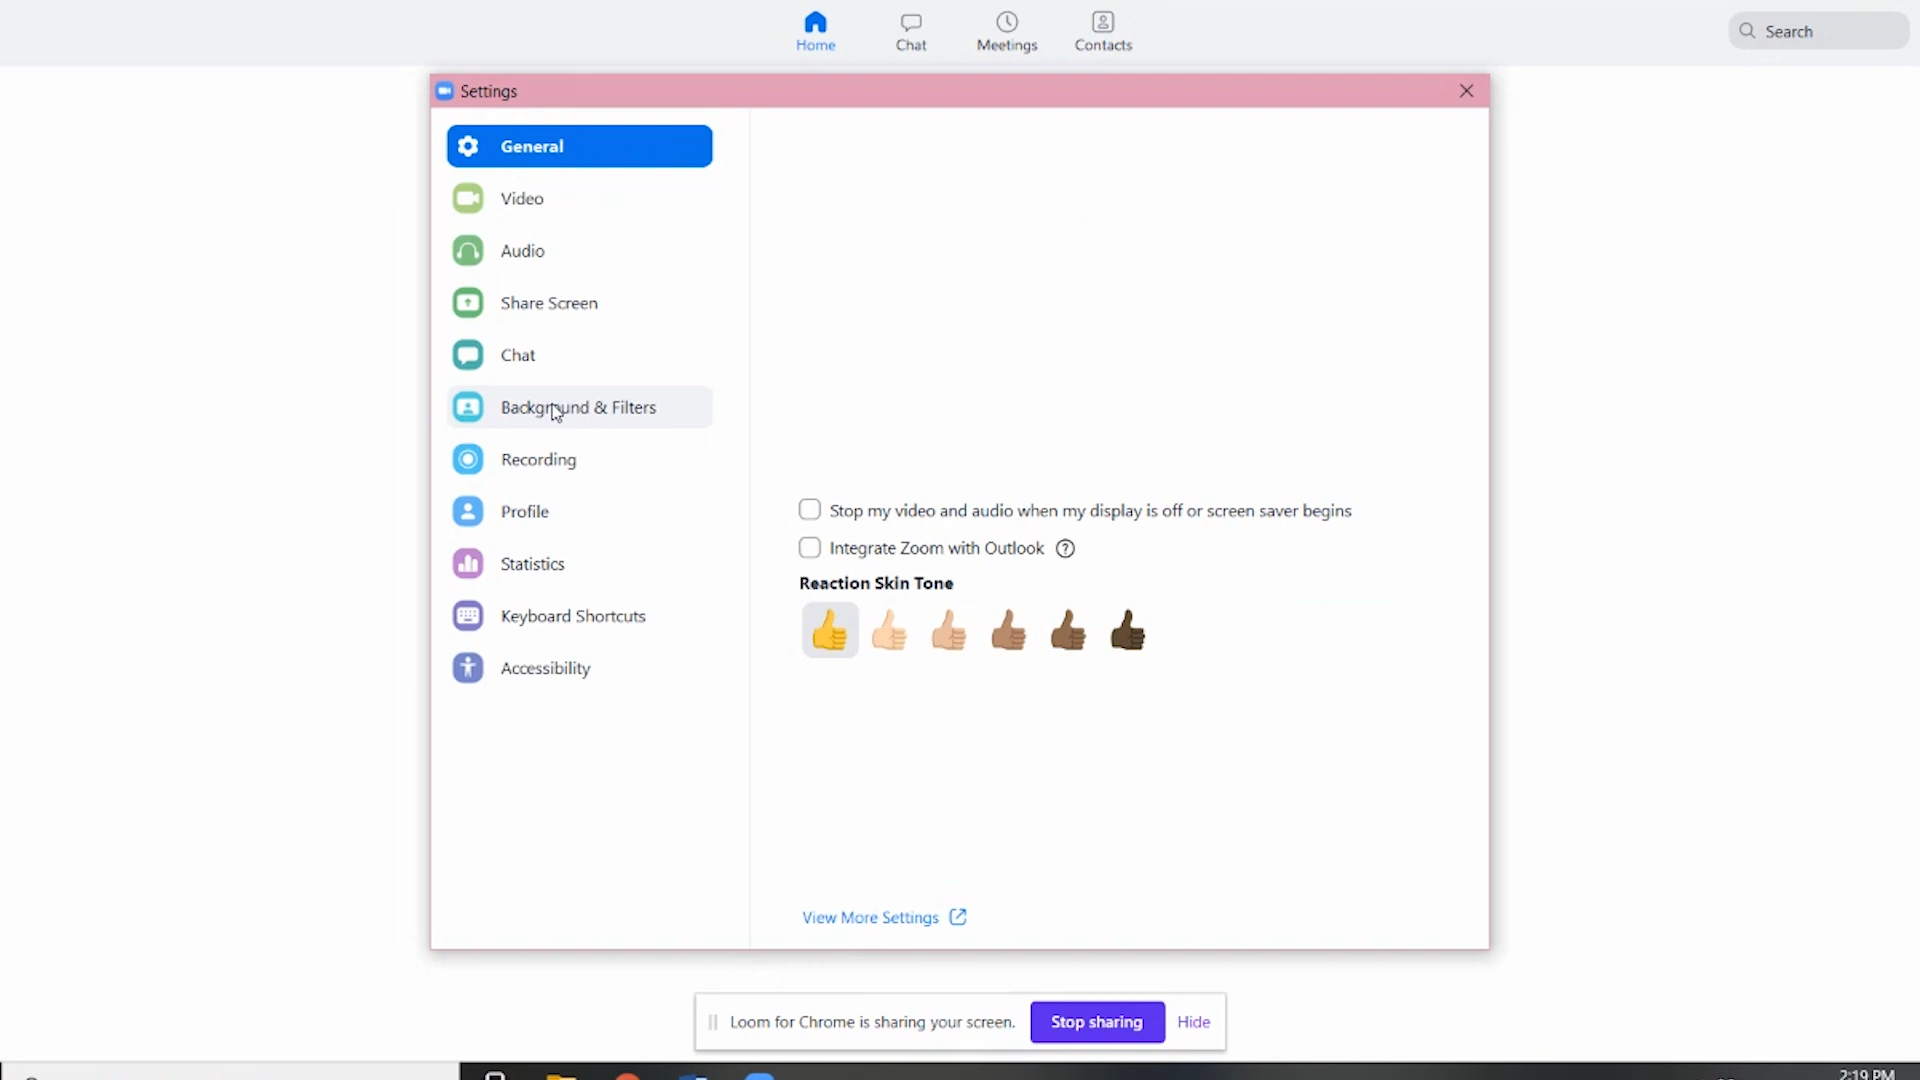 Home
Chat
Meetings
Contacts
Search
Settings
General
Video
Audio
Share Screen
Chat
Background & Filters
Recording
Profile
Statistics
Keyboard Shortcuts
Accessibility
Stop my video and audio when my display is off or screen saver begins
Integrate Zoom with Outlook ?
Reaction Skin Tone
View More Settings
Loom for Chrome is sharing your screen.
Stop sharing
Hide
2:19 PM